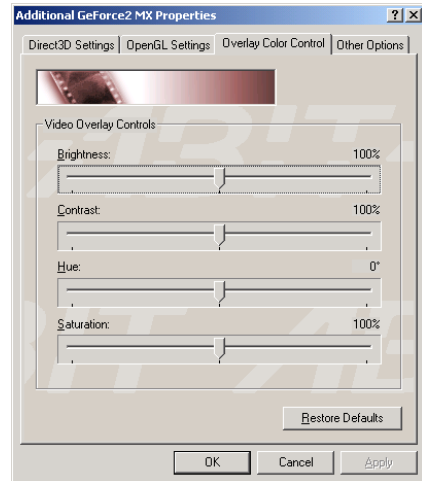 Additional GeForce2 MX Properties
Direct3D Settings OpenGL Settings Overlay Color Control Other Options
ABIT
Video Overlay Controls
Brightness: 100%
Contrast: 100%
Hue: 0°
Saturation: 100%
Restore Defaults
OK Cancel Apply